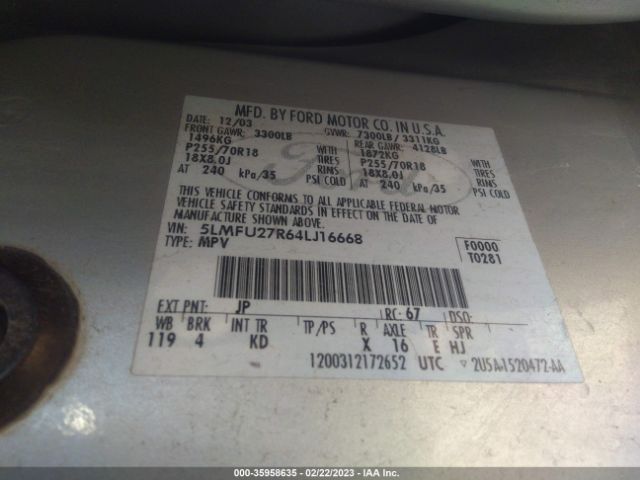 MFD. BY FORD MOTOR CO. IN U.S.A.
DATE: 12/03 GVWR: 7300LB/ 3311KG
FRONT GAWR: 3300LB REAR GAWR: 4128LB
1496KG WITH 1872KG WITH
P255/70R18 TIRES P255/70R18 TIRES
18X8.0J RIMS 18X8.0J RIMS
AT 240 kPa/35 PSI COLD AT 240 kPa/35 PSI COLD
Ford
THIS VEHICLE CONFORMS TO ALL APPLICABLE FEDERAL MOTOR
VEHICLE SAFETY STANDARDS IN EFFECT ON THE DATE OF
MANUFACTURE SHOWN ABOVE.
VIN: 5LMFU27R64LJ16668 F0000
TYPE: MPV T0281
EXT PNT: JP RC: 67 DSO:
WB BRK INT TR TP/PS R AXLE TR SPR
119 4 KD X 16 E HJ
1200312172652 UTC 2U5A-1520472-AA
000-35958635 - 02/22/2023 - IAA Inc.